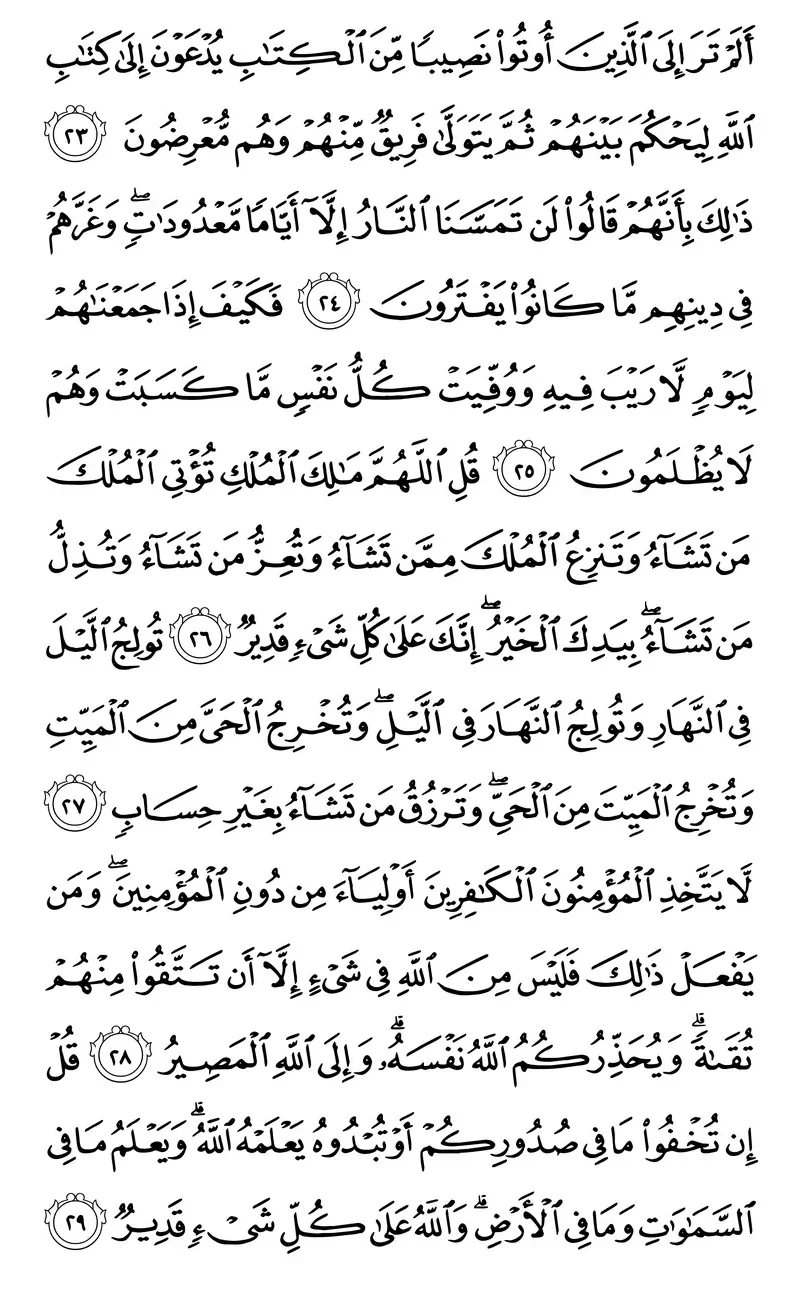 أَلَمْ تَرَ إِلَى ٱلَّذِينَ أُوتُوا۟ نَصِيبًا مِّنَ ٱلْكِتَـٰبِ يُدْعَوْنَ إِلَىٰ كِتَـٰبِ
ٱللَّهِ لِيَحْكُمَ بَيْنَهُمْ ثُمَّ يَتَوَلَّىٰ فَرِيقٌ مِّنْهُمْ وَهُم مُّعْرِضُونَ ٢٣
ذَٰلِكَ بِأَنَّهُمْ قَالُوا۟ لَن تَمَسَّنَا ٱلنَّارُ إِلَّآ أَيَّامًا مَّعْدُودَٰتٍ ۖ وَغَرَّهُمْ
فِى دِينِهِم مَّا كَانُوا۟ يَفْتَرُونَ ٢٤ فَكَيْفَ إِذَا جَمَعْنَـٰهُمْ
لِيَوْمٍ لَّا رَيْبَ فِيهِ وَوُفِّيَتْ كُلُّ نَفْسٍ مَّا كَسَبَتْ وَهُمْ
لَا يُظْلَمُونَ ٢٥ قُلِ ٱللَّهُمَّ مَـٰلِكَ ٱلْمُلْكِ تُؤْتِى ٱلْمُلْكَ
مَن تَشَآءُ وَتَنزِعُ ٱلْمُلْكَ مِمَّن تَشَآءُ وَتُعِزُّ مَن تَشَآءُ وَتُذِلُّ
مَن تَشَآءُ ۖ بِيَدِكَ ٱلْخَيْرُ ۖ إِنَّكَ عَلَىٰ كُلِّ شَىْءٍ قَدِيرٌ ٢٦ تُولِجُ ٱلَّيْلَ
فِى ٱلنَّهَارِ وَتُولِجُ ٱلنَّهَارَ فِى ٱلَّيْلِ ۖ وَتُخْرِجُ ٱلْحَىَّ مِنَ ٱلْمَيِّتِ
وَتُخْرِجُ ٱلْمَيِّتَ مِنَ ٱلْحَىِّ ۖ وَتَرْزُقُ مَن تَشَآءُ بِغَيْرِ حِسَابٍ ٢٧
لَّا يَتَّخِذِ ٱلْمُؤْمِنُونَ ٱلْكَـٰفِرِينَ أَوْلِيَآءَ مِن دُونِ ٱلْمُؤْمِنِينَ ۖ وَمَن
يَفْعَلْ ذَٰلِكَ فَلَيْسَ مِنَ ٱللَّهِ فِى شَىْءٍ إِلَّآ أَن تَتَّقُوا۟ مِنْهُمْ
تُقَىٰةً ۗ وَيُحَذِّرُكُمُ ٱللَّهُ نَفْسَهُۥ ۗ وَإِلَى ٱللَّهِ ٱلْمَصِيرُ ٢٨ قُلْ
إِن تُخْفُوا۟ مَا فِى صُدُورِكُمْ أَوْ تُبْدُوهُ يَعْلَمْهُ ٱللَّهُ ۗ وَيَعْلَمُ مَا فِى
ٱلسَّمَـٰوَٰتِ وَمَا فِى ٱلْأَرْضِ ۗ وَٱللَّهُ عَلَىٰ كُلِّ شَىْءٍ قَدِيرٌ ٢٩